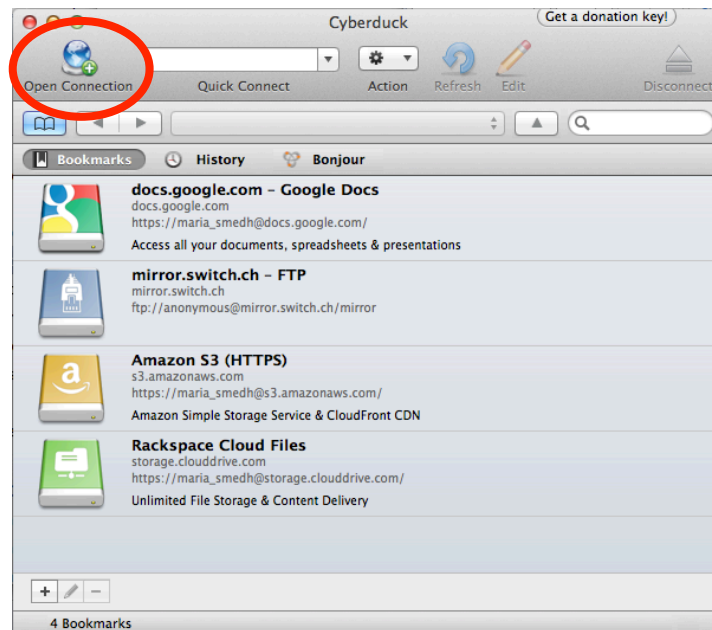 Cyberduck
Get a donation key!
Open Connection
Quick Connect
Action
Refresh
Edit
Disconnect
Bookmarks
History
Bonjour
docs.google.com – Google Docs
docs.google.com
https://maria_smedh@docs.google.com/
Access all your documents, spreadsheets & presentations
mirror.switch.ch – FTP
mirror.switch.ch
ftp://anonymous@mirror.switch.ch/mirror
Amazon S3 (HTTPS)
s3.amazonaws.com
https://maria_smedh@s3.amazonaws.com/
Amazon Simple Storage Service & CloudFront CDN
Rackspace Cloud Files
storage.clouddrive.com
https://maria_smedh@storage.clouddrive.com/
Unlimited File Storage & Content Delivery
4 Bookmarks